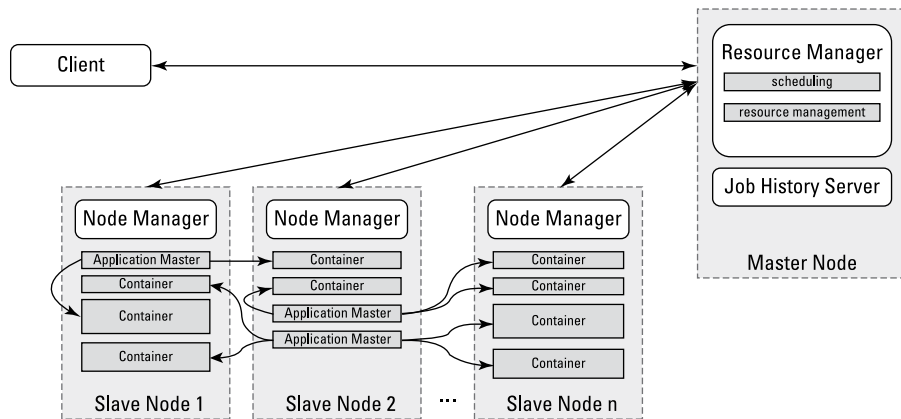 Client
Resource Manager
scheduling
resource management
Job History Server
Master Node
Node Manager
Application Master
Container
Container
Container
Slave Node 1
Node Manager
Container
Container
Application Master
Application Master
Slave Node 2
...
Node Manager
Container
Container
Container
Container
Slave Node n